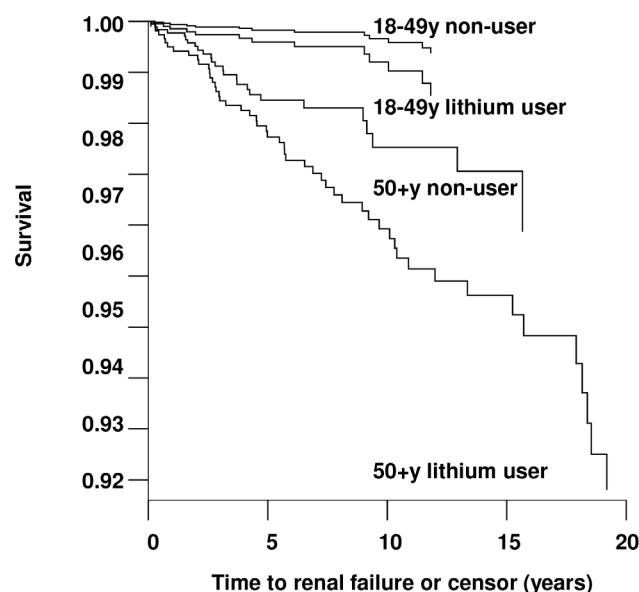 1.00
18-49y non-user
0.99
18-49y lithium user
0.98
0.97
50+y non-user
0.96
Survival
0.95
0.94
0.93
50+y lithium user
0.92
0 5 10 15 20
Time to renal failure or censor (years)